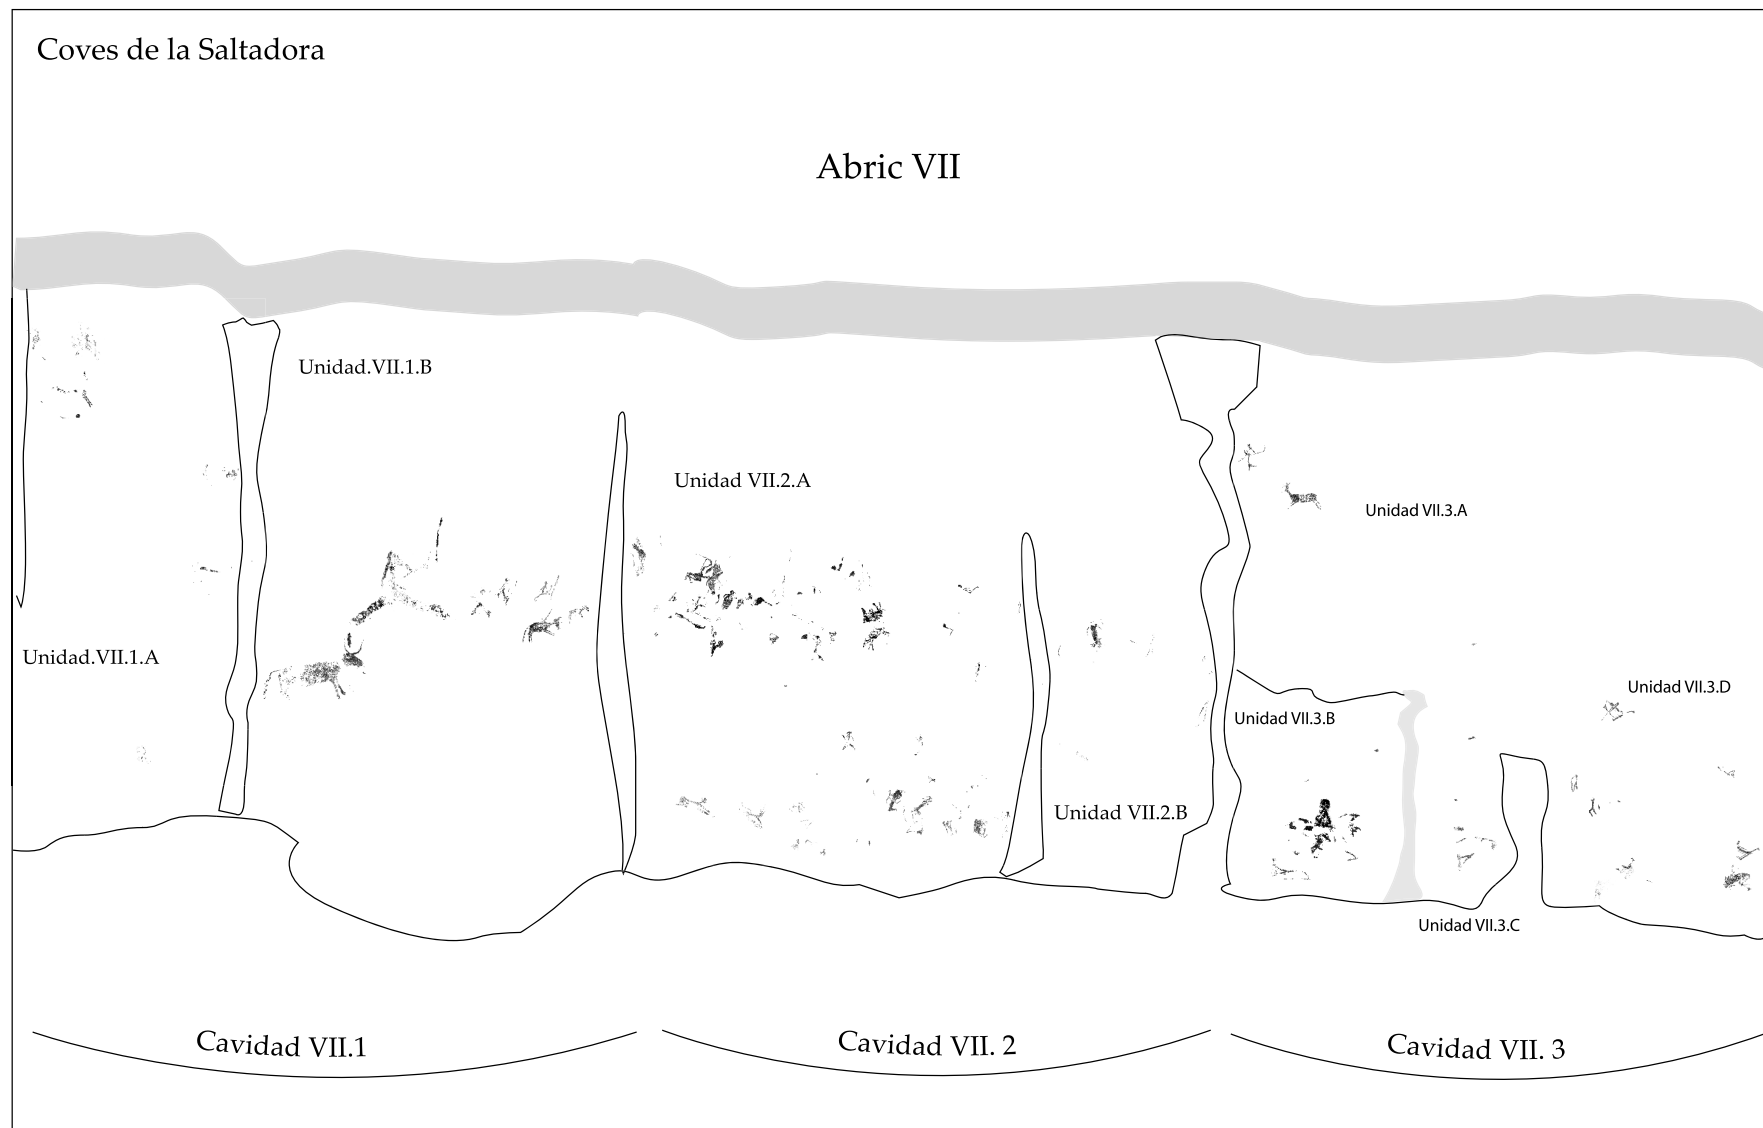 Coves de la Saltadora
Abric VII
Unidad.VII.1.B
Unidad VII.2.A
Unidad VII.3.A
Unidad.VII.1.A
Unidad VII.3.D
Unidad VII.3.B
Unidad VII.2.B
Unidad VII.3.C
Cavidad VII.1
Cavidad VII. 2
Cavidad VII. 3